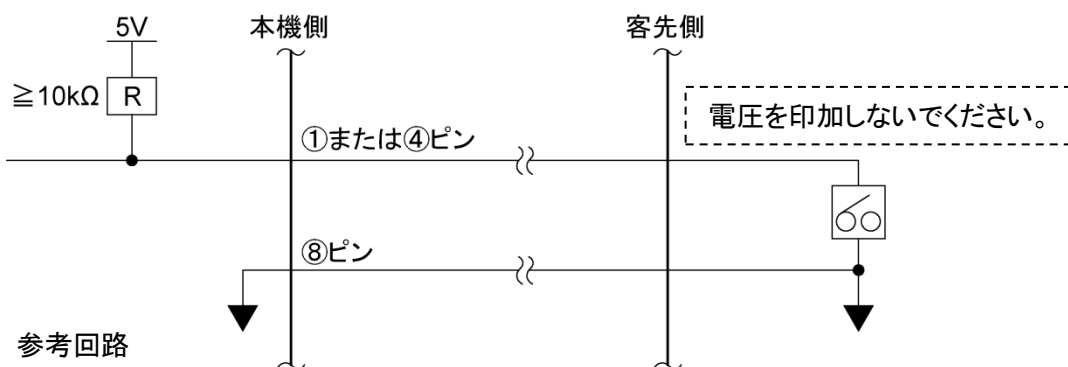 5V
本機側
客先側
≧10kΩ
R
電圧を印加しないでください。
①または④ピン
⑧ピン
参考回路